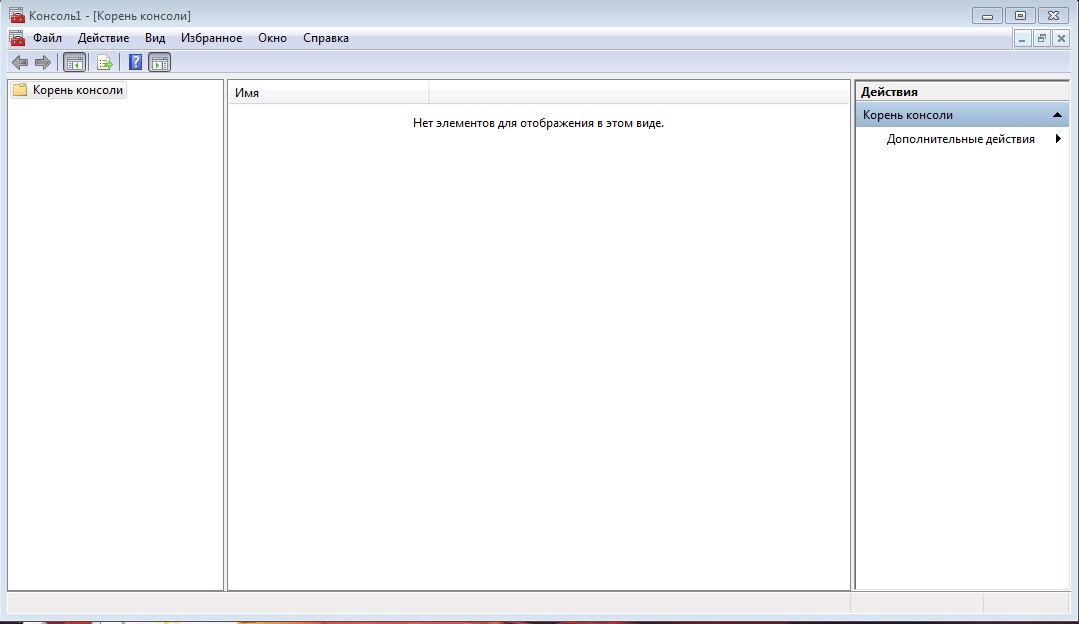 Консоль1 - [Корень консоли]
Файл Действие Вид Избранное Окно Справка
Корень консоли
Имя
Нет элементов для отображения в этом виде.
Действия
Корень консоли
Дополнительные действия